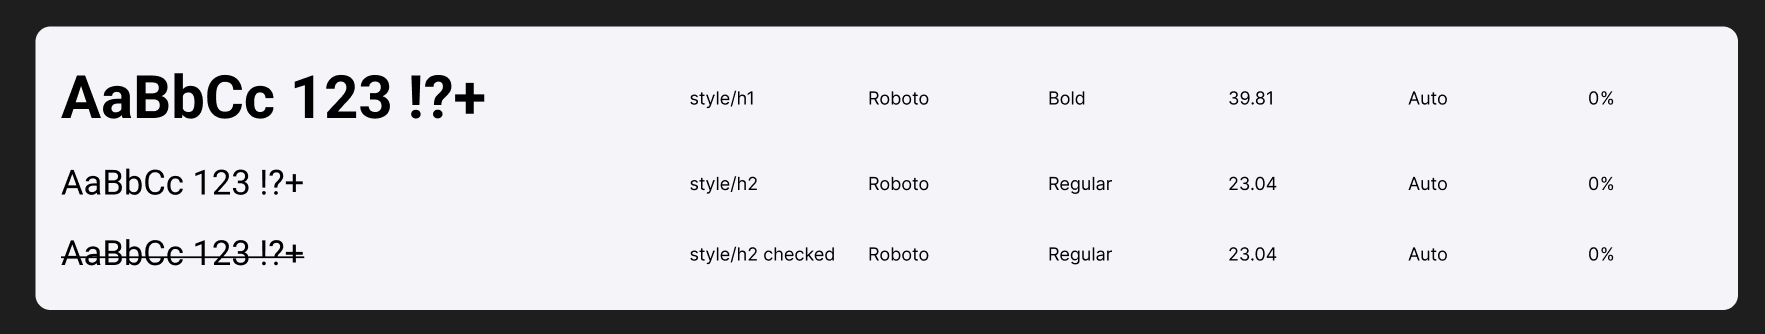 AaBbCc 123 !?+ style/h1 Roboto Bold 39.81 Auto 0%
AaBbCc 123 !?+ style/h2 Roboto Regular 23.04 Auto 0%
AaBbCc 123 !?+ style/h2 checked Roboto Regular 23.04 Auto 0%